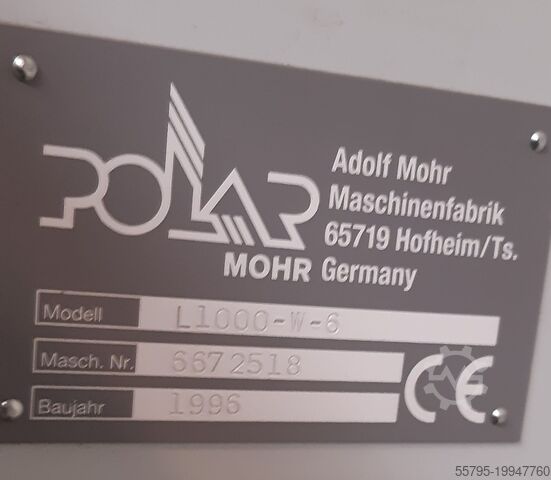 POLAR
MOHR
Adolf Mohr
Maschinenfabrik
65719 Hofheim/Ts.
Germany
Modell L1000-W-6
Masch. Nr. 6672518
Baujahr 1996
CE
55795-19947760